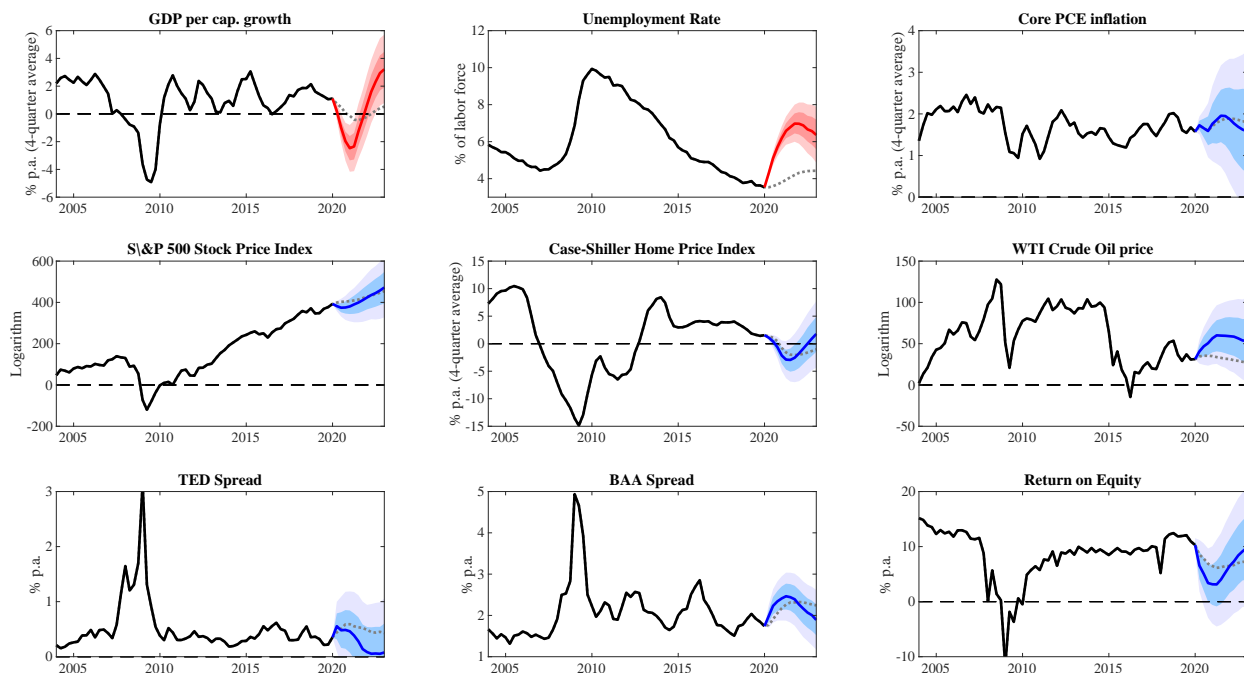 GDP per cap. growth
% p.a. (4-quarter average)
6
4
2
0
-2
-4
-6
2005 2010 2015 2020
Unemployment Rate
% of labor force
12
10
8
6
4
2005 2010 2015 2020
Core PCE inflation
% p.a. (4-quarter average)
4
3
2
1
0
2005 2010 2015 2020
S\&P 500 Stock Price Index
Logarithm
600
400
200
0
-200
2005 2010 2015 2020
Case-Shiller Home Price Index
% p.a. (4-quarter average)
15
10
5
0
-5
-10
-15
2005 2010 2015 2020
WTI Crude Oil price
Logarithm
150
100
50
0
-50
2005 2010 2015 2020
TED Spread
% p.a.
3
2
1
0
2005 2010 2015 2020
BAA Spread
% p.a.
5
4
3
2
1
2005 2010 2015 2020
Return on Equity
% p.a.
20
10
0
-10
2005 2010 2015 2020